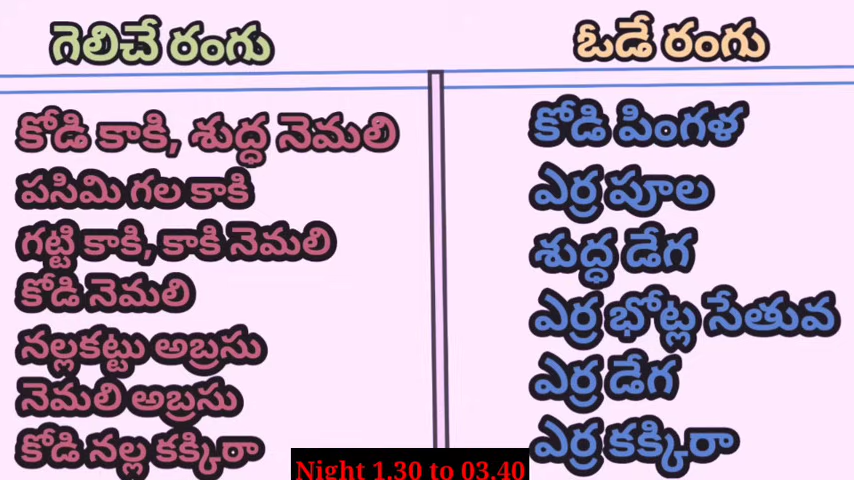 గెలిచే రంగు
ఓడే రంగు
కోడి కాకి, శుద్ధ నెమలి
పసిమి గల కాకి
గట్టి కాకి, కాకి నెమలి
కోడి నెమలి
నల్లకట్టు అబ్రసు
నెమలి అబ్రసు
కోడి నల్ల కక్కిరా
కోడి పింగళ
ఎర్ర పూల
శుద్ధ డేగ
ఎర్ర భోట్ల సేతువ
ఎర్ర డేగ
ఎర్ర కక్కిరా
Night 1.30 to 03.40